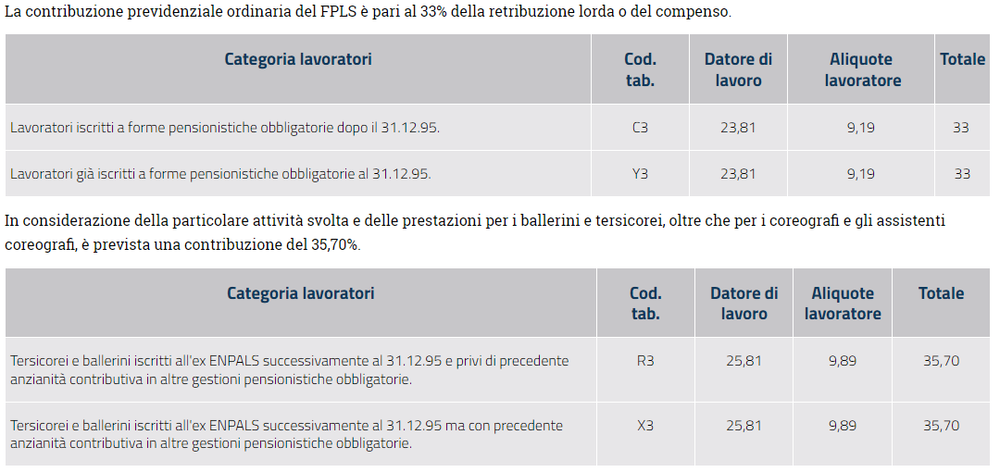 La contribuzione previdenziale ordinaria del FPLS è pari al 33% della retribuzione lorda o del compenso.
Categoria lavoratori
Cod.
tab.
Datore di
lavoro
Aliquote
lavoratore
Totale
Lavoratori iscritti a forme pensionistiche obbligatorie dopo il 31.12.95.
C3
23,81
9,19
33
Lavoratori già iscritti a forme pensionistiche obbligatorie al 31.12.95.
Y3
23,81
9,19
33
In considerazione della particolare attività svolta e delle prestazioni per i ballerini e tersicorei, oltre che per i coreografi e gli assistenti
coreografi, è prevista una contribuzione del 35,70%.
Categoria lavoratori
Cod.
tab.
Datore di
lavoro
Aliquote
lavoratore
Totale
Tersicorei e ballerini iscritti all'ex ENPALS successivamente al 31.12.95 e privi di precedente
anzianità contributiva in altre gestioni pensionistiche obbligatorie.
R3
25,81
9,89
35,70
Tersicorei e ballerini iscritti all'ex ENPALS successivamente al 31.12.95 ma con precedente
anzianità contributiva in altre gestioni pensionistiche obbligatorie.
X3
25,81
9,89
35,70